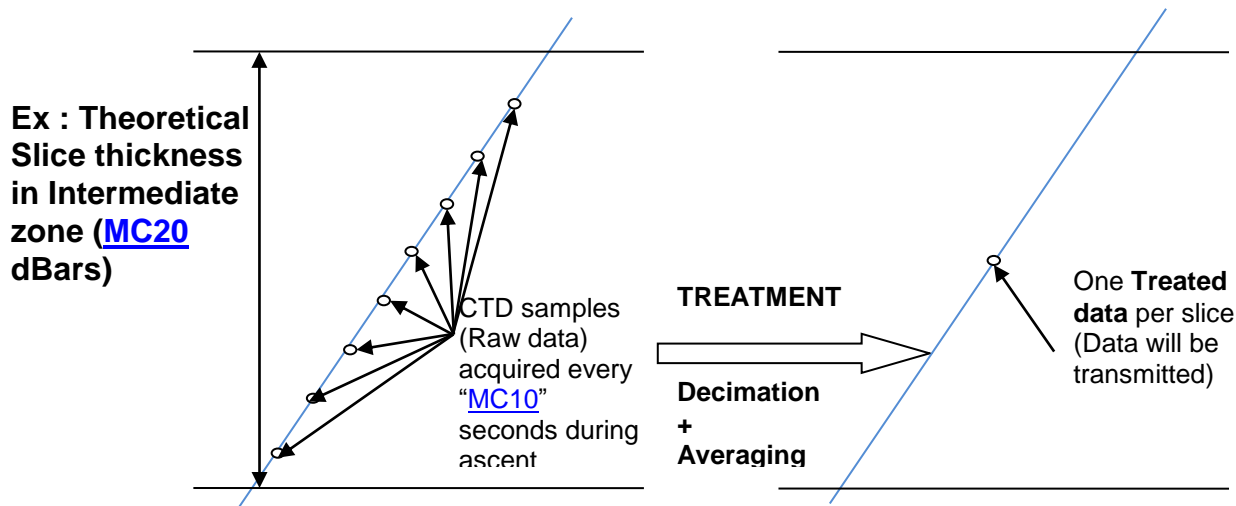 Ex : Theoretical
Slice thickness
in Intermediate
zone (MC20
dBars)
CTD samples
(Raw data)
acquired every
“MC10”
seconds during
ascent
TREATMENT
Decimation
+
Averaging
One Treated
data per slice
(Data will be
transmitted)